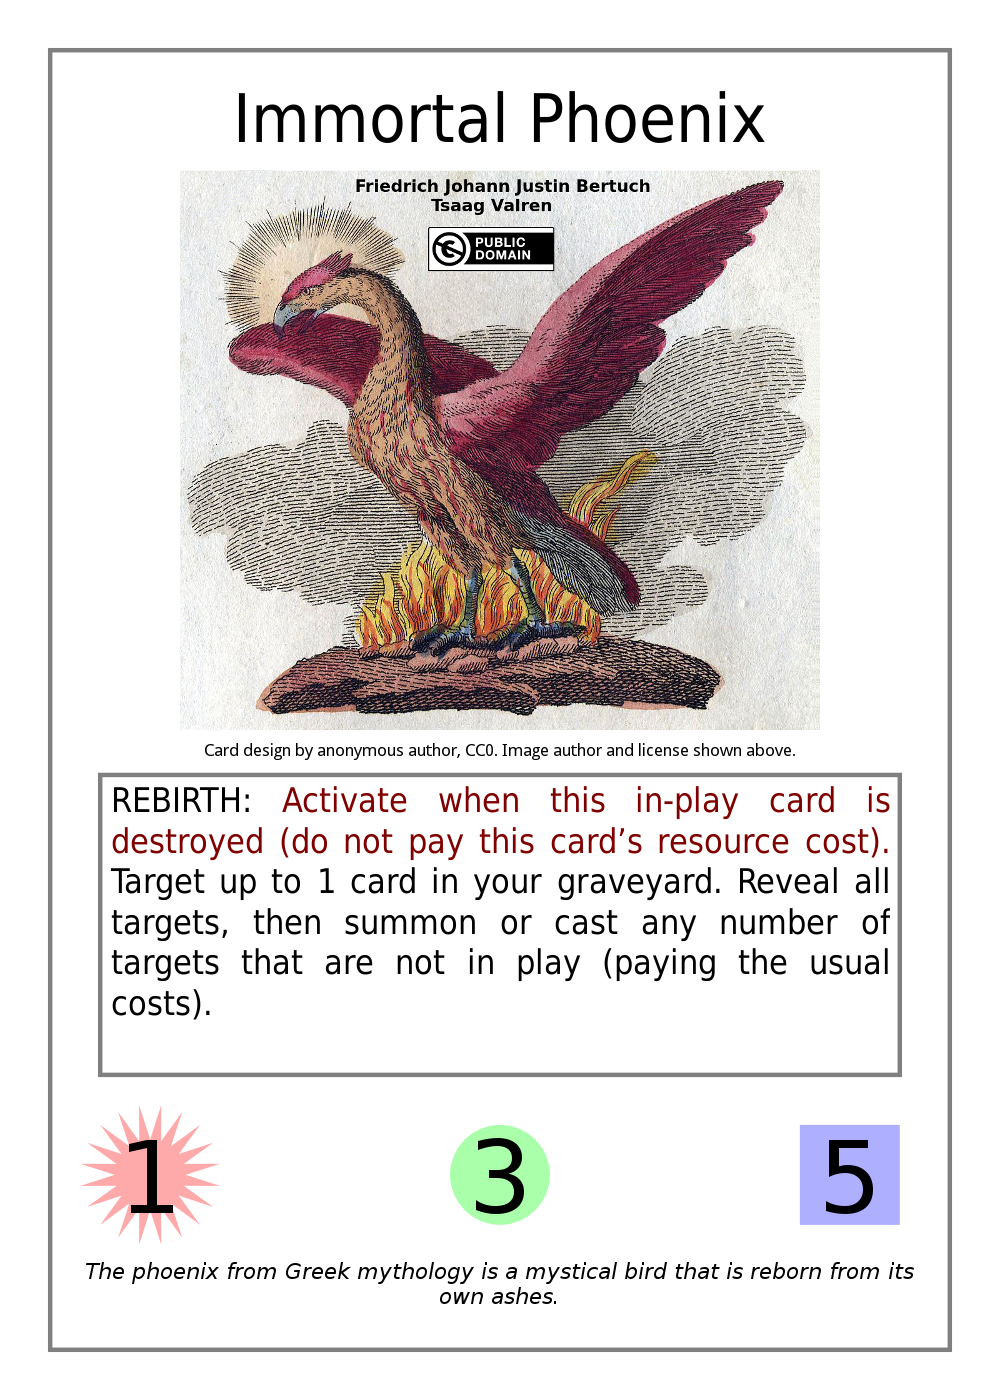 Immortal Phoenix
Friedrich Johann Justin Bertuch
Tsaag Valren
PUBLIC
DOMAIN
Card design by anonymous author, CC0. Image author and license shown above.
REBIRTH: Activate when this in-play card is
destroyed (do not pay this card’s resource cost).
Target up to 1 card in your graveyard. Reveal all
targets, then summon or cast any number of
targets that are not in play (paying the usual
costs).
1 3 5
The phoenix from Greek mythology is a mystical bird that is reborn from its
own ashes.